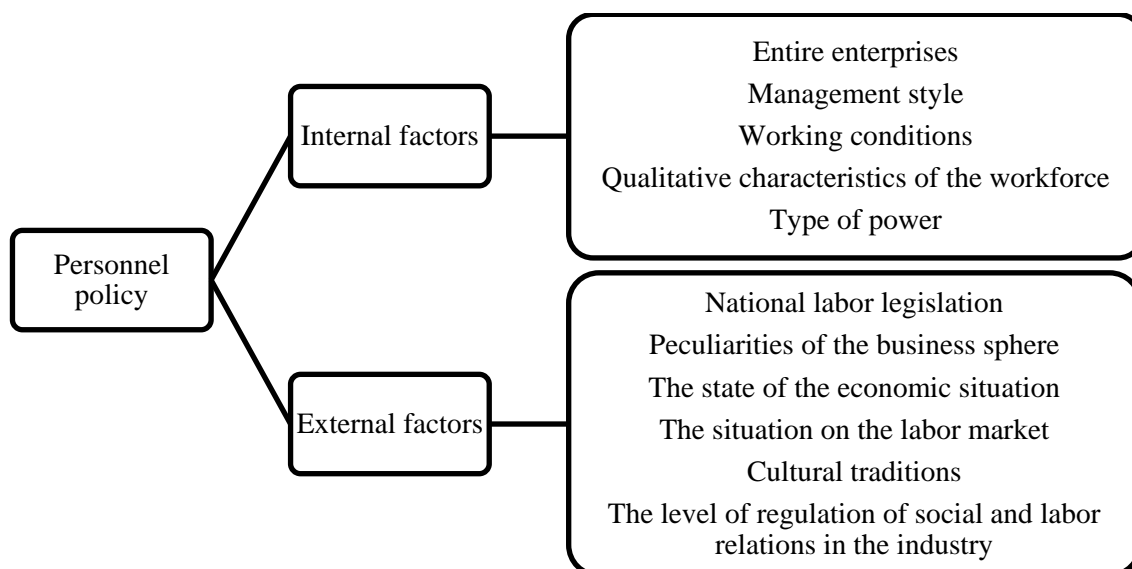 Personnel
policy
Internal factors
Entire enterprises
Management style
Working conditions
Qualitative characteristics of the workforce
Type of power
External factors
National labor legislation
Peculiarities of the business sphere
The state of the economic situation
The situation on the labor market
Cultural traditions
The level of regulation of social and labor
relations in the industry